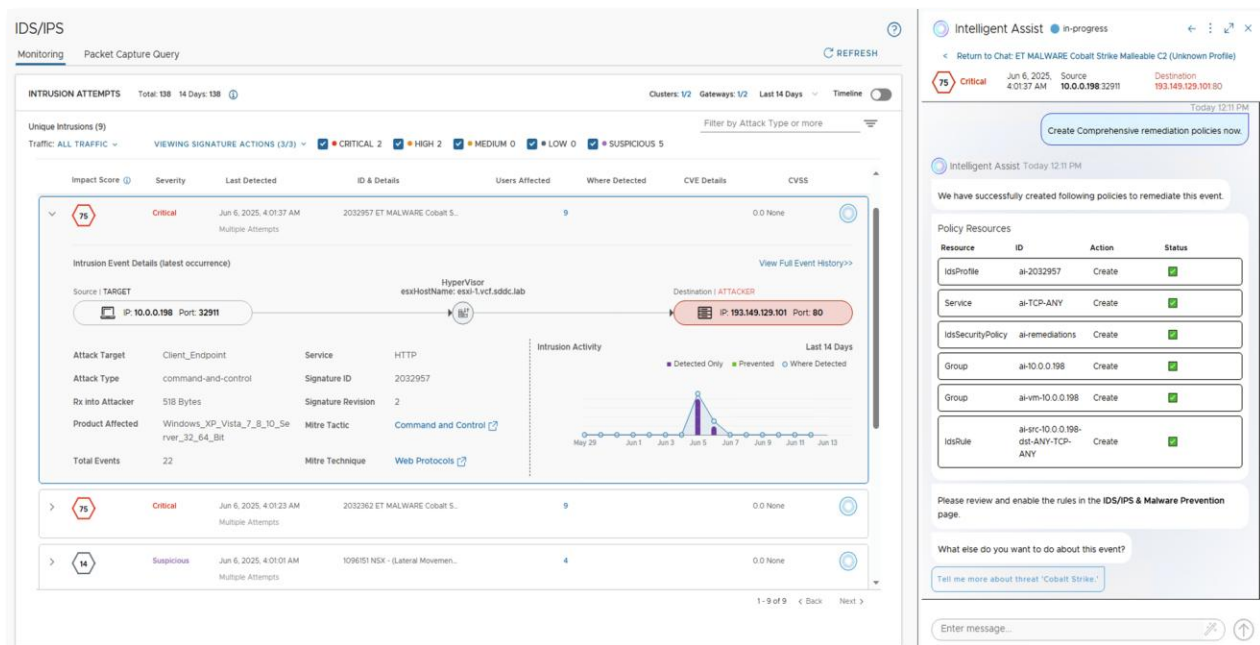 IDS/IPS
Monitoring Packet Capture Query
REFRESH
INTRUSION ATTEMPTS Total: 138 14 Days: 138
Clusters: 1/2 Gateways: 1/2 Last 14 Days Timeline
Unique Intrusions (9)
Filter by Attack Type or more
Traffic: ALL TRAFFIC VIEWING SIGNATURE ACTIONS (3/3) CRITICAL 2 HIGH 2 MEDIUM 0 LOW 0 SUSPICIOUS 5
Impact Score Severity Last Detected ID & Details Users Affected Where Detected CVE Details CVSS
75 Critical Jun 6, 2025, 4:01:37 AM 2032957 ET MALWARE Cobalt S... 9 0.0 None
Multiple Attempts
Intrusion Event Details (latest occurrence)
View Full Event History>>
Source | TARGET
HyperVisor
esxHostName: esxi-1.vcf.sddc.lab
Destination | ATTACKER
IP: 10.0.0.198 Port: 32911
IP: 193.149.129.101 Port: 80
Attack Target Client_Endpoint Service HTTP
Attack Type command-and-control Signature ID 2032957
Rx into Attacker 518 Bytes Signature Revision 2
Product Affected Windows_XP_Vista_7_8_10_Se
rver_32_64_Bit
Mitre Tactic Command and Control
Total Events 22 Mitre Technique Web Protocols
Intrusion Activity Last 14 Days
Detected Only Prevented Where Detected
May 29 Jun 1 Jun 3 Jun 5 Jun 7 Jun 9 Jun 11 Jun 13
75 Critical Jun 6, 2025, 4:01:23 AM 2032362 ET MALWARE Cobalt S... 9 0.0 None
Multiple Attempts
14 Suspicious Jun 6, 2025, 4:01:01 AM 1096151 NSX - (Lateral Movemen... 4 0.0 None
Multiple Attempts
1 - 9 of 9 < Back Next >
Intelligent Assist in-progress
< Return to Chat: ET MALWARE Cobalt Strike Malleable C2 (Unknown Profile)
75 Critical
Jun 6, 2025,
4:01:37 AM
Source
10.0.0.198:32911
Destination
193.149.129.101:80
Today 12:11 PM
Create Comprehensive remediation policies now.
Intelligent Assist Today 12:11 PM
We have successfully created following policies to remediate this event.
Policy Resources
Resource ID Action Status
IdsProfile ai-2032957 Create
Service ai-TCP-ANY Create
IdsSecurityPolicy ai-remediations Create
Group ai-10.0.0.198 Create
Group ai-vm-10.0.0.198 Create
IdsRule ai-src-10.0.0.198-
dst-ANY-TCP-
ANY
Create
Please review and enable the rules in the IDS/IPS & Malware Prevention
page.
What else do you want to do about this event?
Tell me more about threat 'Cobalt Strike.'
Enter message...